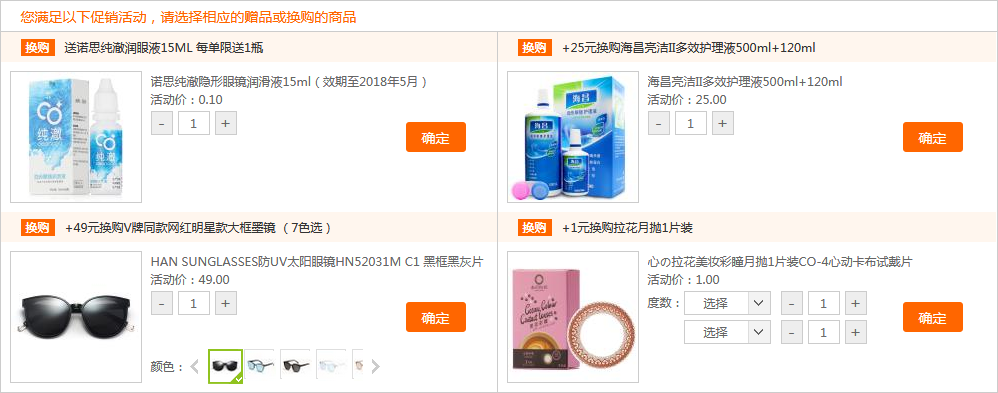 您满足以下促销活动，请选择相应的赠品或换购的商品
换购 送诺思纯澈润眼液15ML 每单限送1瓶
诺思纯澈隐形眼镜润滑液15ml（效期至2018年5月）
活动价：0.10
- 1 +
确定
纯澈
纯澈
换购 +25元换购海昌亮洁II多效护理液500ml+120ml
海昌亮洁II多效护理液500ml+120ml
活动价：25.00
- 1 +
确定
海昌
海昌
换购 +49元换购V牌同款网红明星款大框墨镜 （7色选）
HAN SUNGLASSES防UV太阳眼镜HN52031M C1 黑框黑灰片
活动价：49.00
- 1 +
确定
颜色：
换购 +1元换购拉花美妆彩瞳月抛1片装
心の拉花美妆彩瞳月抛1片装CO-4心动卡布试戴片
活动价：1.00
度数： 选择 - 1 +
选择 - 1 +
确定